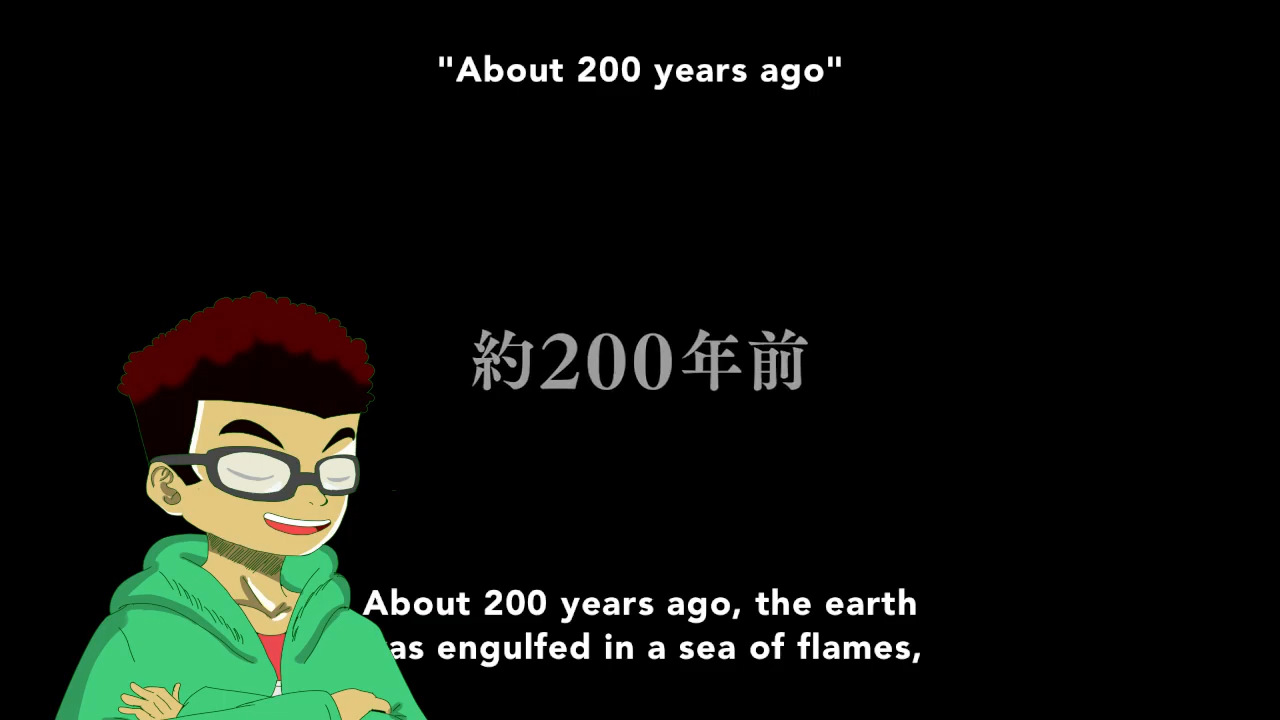 "About 200 years ago"
約200年前
About 200 years ago, the earth
as engulfed in a sea of flames,